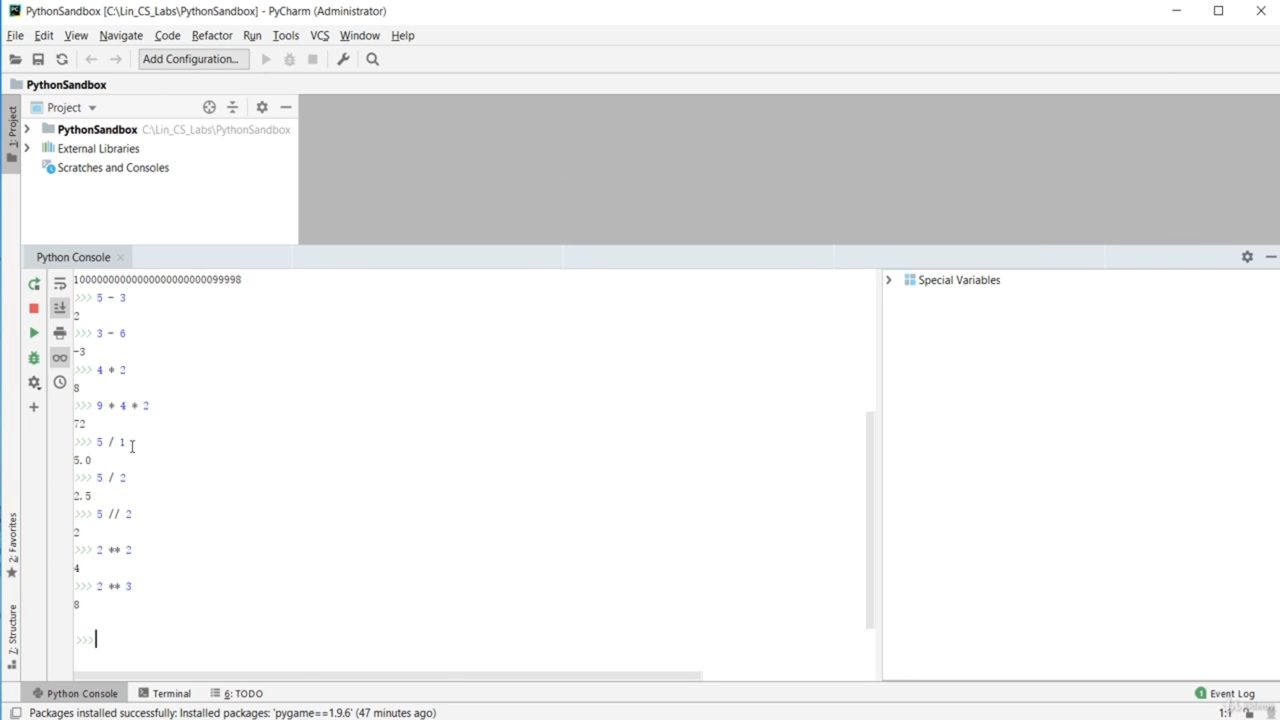 PythonSandbox [C:\Lin_CS_Labs\PythonSandbox] - PyCharm (Administrator)
File Edit View Navigate Code Refactor Run Tools VCS Window Help
Add Configuration...
PythonSandbox
1: Project
Project
PythonSandbox C:\Lin_CS_Labs\PythonSandbox
External Libraries
Scratches and Consoles
Python Console
>>> 5 - 3
2
>>> 3 - 6
-3
>>> 4 * 2
8
>>> 9 * 4 * 2
72
>>> 5 / 1
5.0
>>> 5 / 2
2.5
>>> 5 // 2
2
>>> 2 ** 2
4
>>> 2 ** 3
8
>>>
Special Variables
2: Favorites
7: Structure
Python Console Terminal 6: TODO
1 Event Log
Packages installed successfully: Installed packages: 'pygame==1.9.6' (47 minutes ago)
1:1